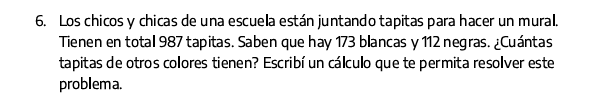 6. Los chicos y chicas de una escuela están juntando tapitas para hacer un mural.
Tienen en total 987 tapitas. Saben que hay 173 blancas y 112 negras. ¿Cuántas
tapitas de otros colores tienen? Escribí un cálculo que te permita resolver este
problema.